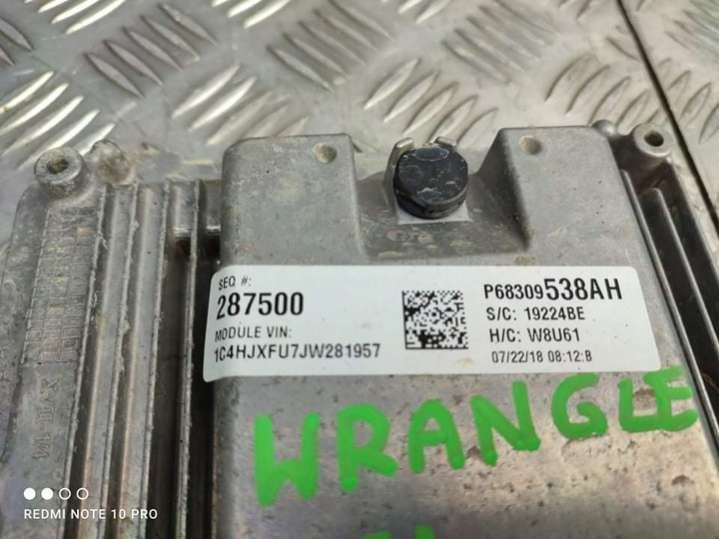 SEQ #:
287500
MODULE VIN:
1C4HJXFU7JW281957
P68309538AH
S/C: 19224BE
H/C: W8U61
07/22/18 08:12:B
WRANGLE
REDMI NOTE 10 PRO